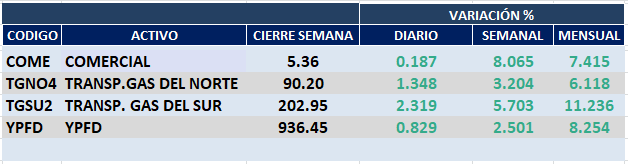 VARIACIÓN %
CODIGO ACTIVO CIERRE SEMANA DIARIO SEMANAL MENSUAL
COME COMERCIAL 5.36 0.187 8.065 7.415
TGNO4 TRANSP.GAS DEL NORTE 90.20 1.348 3.204 6.118
TGSU2 TRANSP. GAS DEL SUR 202.95 2.319 5.703 11.236
YPFD YPFD 936.45 0.829 2.501 8.254